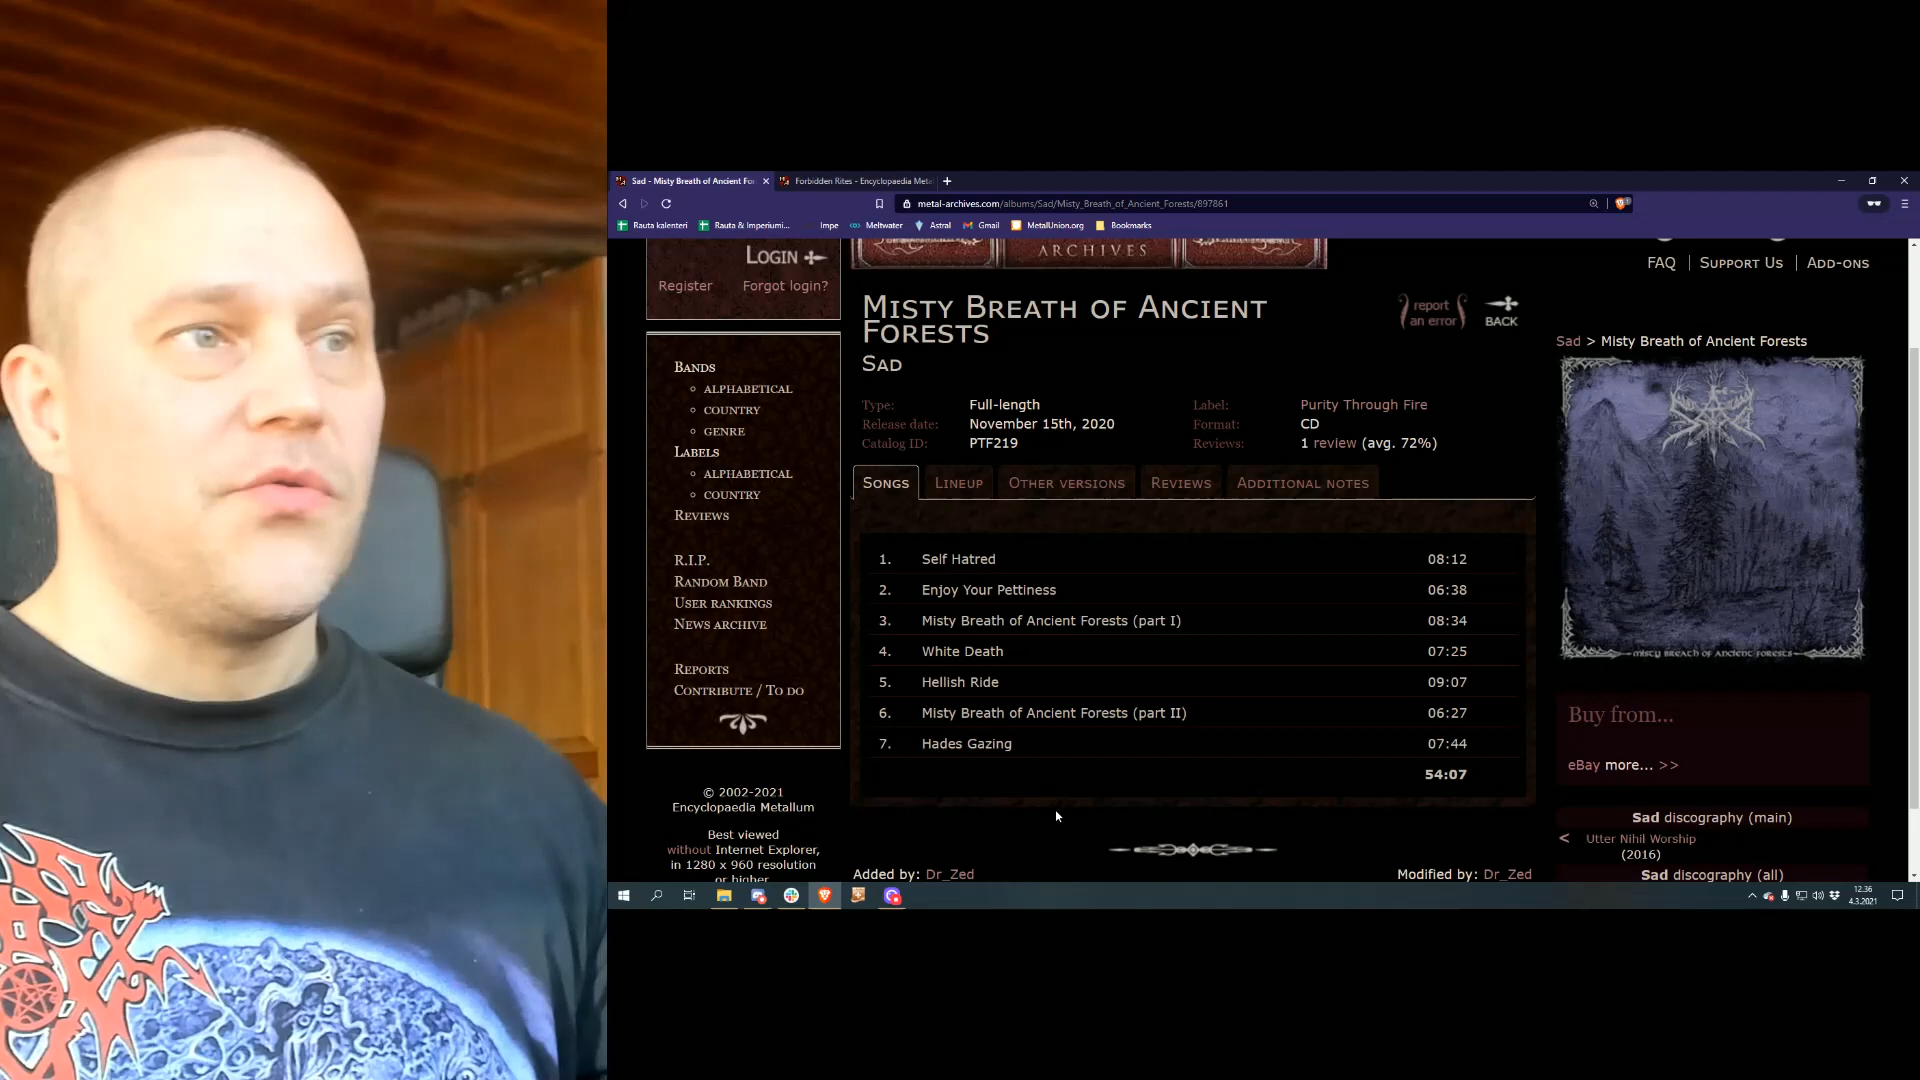 Sad - Misty Breath of Ancient For
Forbidden Rites - Encyclopaedia Meta
metal-archives.com/albums/Sad/Misty_Breath_of_Ancient_Forests/897861
Rauta kalenteri
Rauta & Imperiumi...
Impe
Meltwater
Astral
Gmail
MetalUnion.org
Bookmarks
LOGIN
Register
Forgot login?
ARCHIVES
FAQ
SUPPORT US
ADD-ONS
BANDS
ALPHABETICAL
COUNTRY
GENRE
LABELS
ALPHABETICAL
COUNTRY
REVIEWS
R.I.P.
RANDOM BAND
USER RANKINGS
NEWS ARCHIVE
REPORTS
CONTRIBUTE / TO DO
© 2002-2021
Encyclopaedia Metallum
Best viewed
without Internet Explorer,
in 1280 x 960 resolution
or higher
MISTY BREATH OF ANCIENT
FORESTS
SAD
report
an error
BACK
Type: Full-length
Release date: November 15th, 2020
Catalog ID: PTF219
Label: Purity Through Fire
Format: CD
Reviews: 1 review (avg. 72%)
SONGS
LINEUP
OTHER VERSIONS
REVIEWS
ADDITIONAL NOTES
1. Self Hatred 08:12
2. Enjoy Your Pettiness 06:38
3. Misty Breath of Ancient Forests (part I) 08:34
4. White Death 07:25
5. Hellish Ride 09:07
6. Misty Breath of Ancient Forests (part II) 06:27
7. Hades Gazing 07:44
54:07
Added by: Dr_Zed
Modified by: Dr_Zed
Sad > Misty Breath of Ancient Forests
MISTY BREATH OF ANCIENT FORESTS
Buy from...
eBay more... >>
Sad discography (main)
< Utter Nihil Worship
(2016)
Sad discography (all)
12.36
4.3.2021